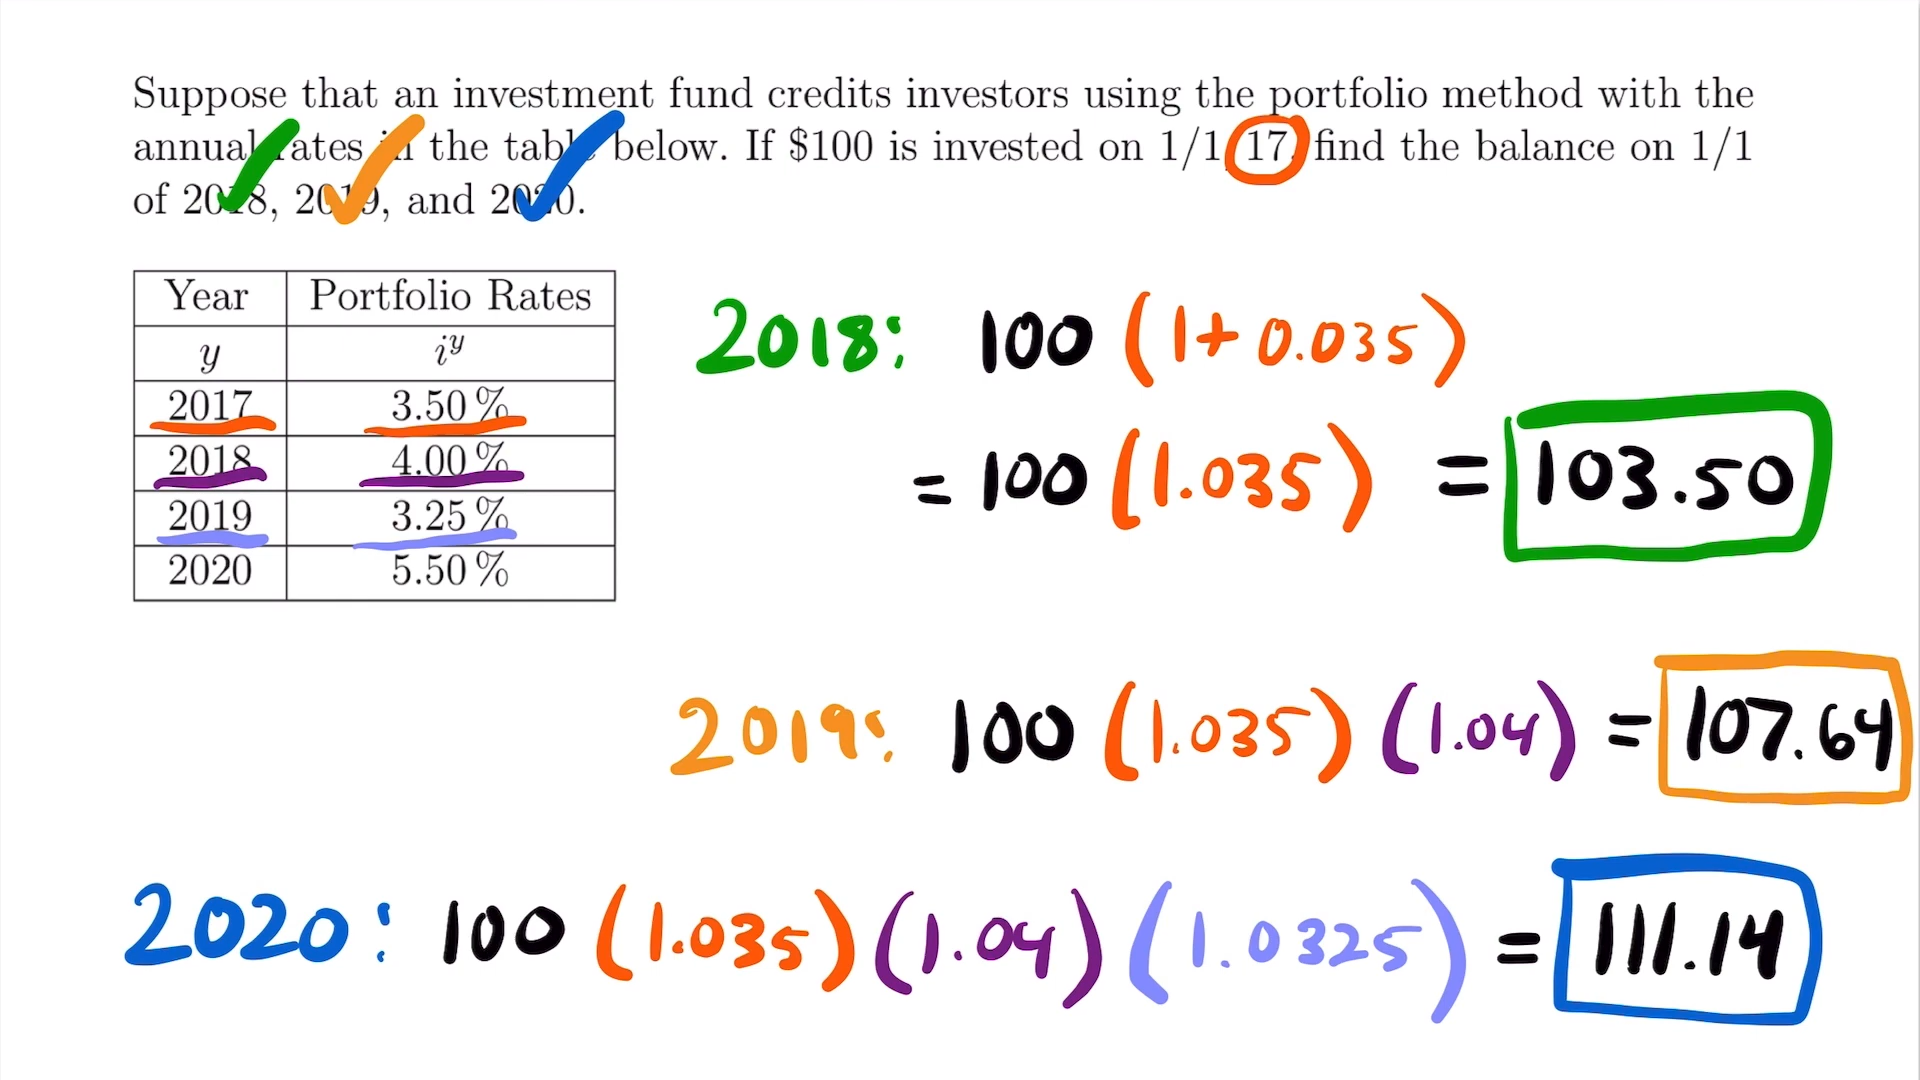 Suppose that an investment fund credits investors using the portfolio method with the
annual rates in the table below. If $100 is invested on 1/1/17, find the balance on 1/1
of 2018, 2019, and 2020.
Year Portfolio Rates
y i^y
2017 3.50 %
2018 4.00 %
2019 3.25 %
2020 5.50 %
2018: 100 (1+0.035)
= 100 (1.035) = 103.50
2019: 100 (1.035) (1.04) = 107.64
2020: 100 (1.035) (1.04) (1.0325) = 111.14